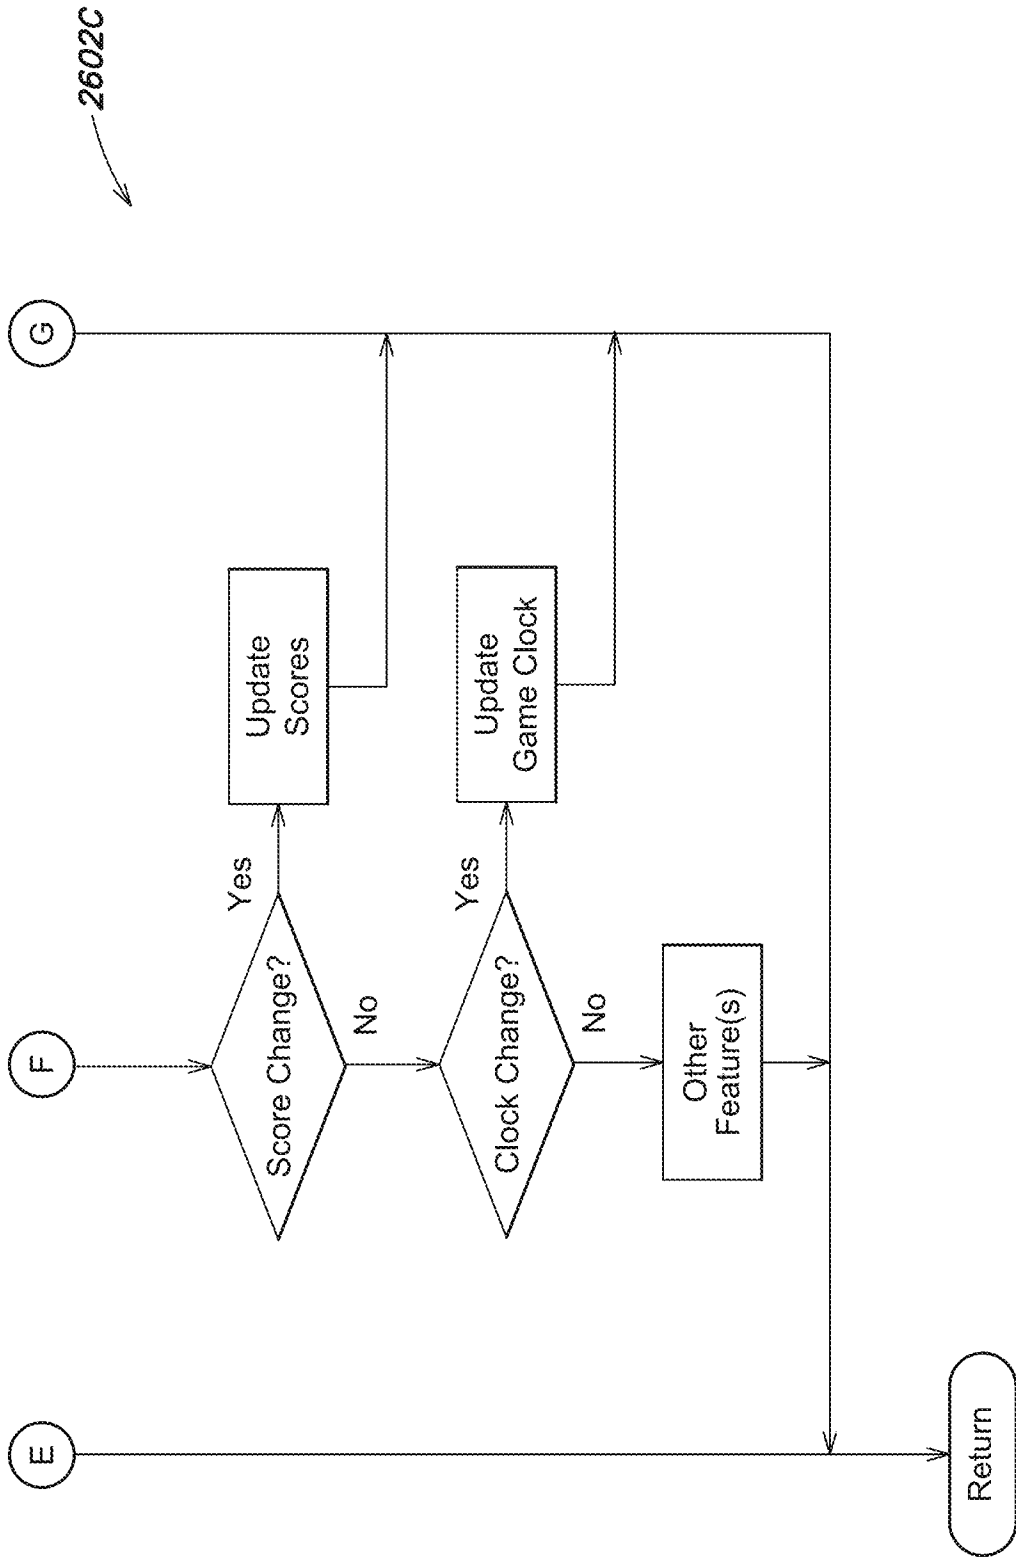 2602C
E
F
G
Score Change?
Yes
Update
Scores
No
Clock Change?
Yes
Update
Game Clock
No
Other
Feature(s)
Return